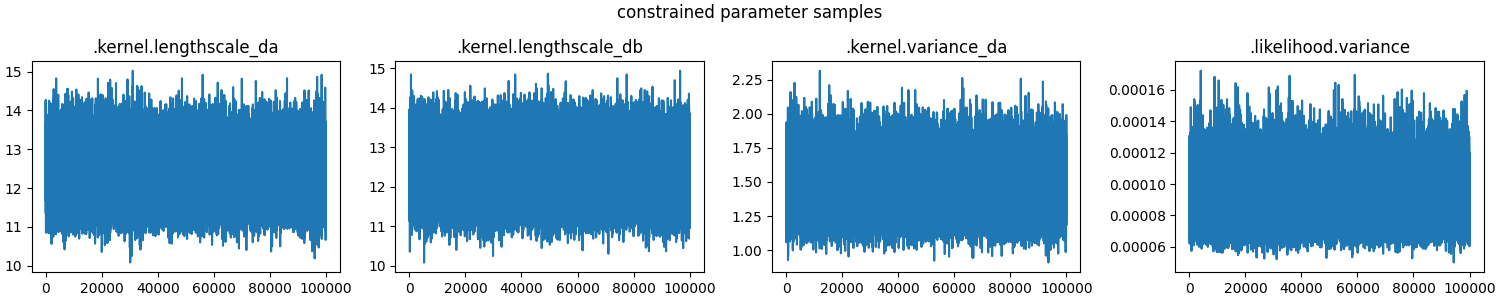 constrained parameter samples
.kernel.lengthscale_da
.kernel.lengthscale_db
.kernel.variance_da
.likelihood.variance
15
14
13
12
11
10
0 20000 40000 60000 80000 100000
15
14
13
12
11
10
0 20000 40000 60000 80000 100000
2.25
2.00
1.75
1.50
1.25
1.00
0 20000 40000 60000 80000 100000
0.00016
0.00014
0.00012
0.00010
0.00008
0.00006
0 20000 40000 60000 80000 100000